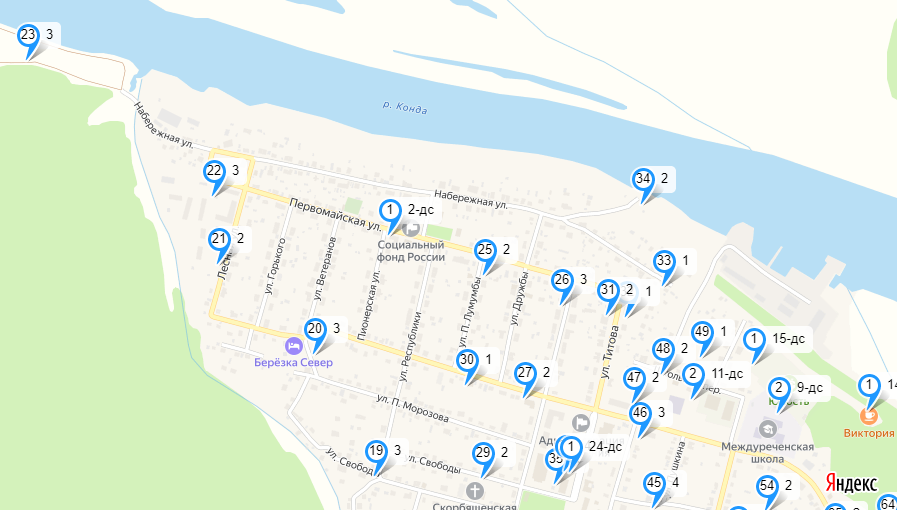 23 3
р. Конда
Набережная ул.
22 3
34 2
Набережная ул.
Первомайская ул.
1 2-дс
Социальный
фонд России
21 2
ул. Горького
ул. Ветеранов
Пионерская ул.
ул. Республики
25 2
ул. П. Лумумбы
ул. Дружбы
26 3
33 1
31 2
1
ул. Титова
20 3
Берёзка Север
30 1
27 2
49 1
1 15-дс
48 2
47 2
2 11-дс
пер.
2 9-дс
1 14
Виктория
46 3
ул. П. Морозова
Междуреченская
школа
1 24-дс
35
19 3
ул. Свободы
ул. Свободы
29 2
Скорбященская
45 4
54 2
64
Яндекс